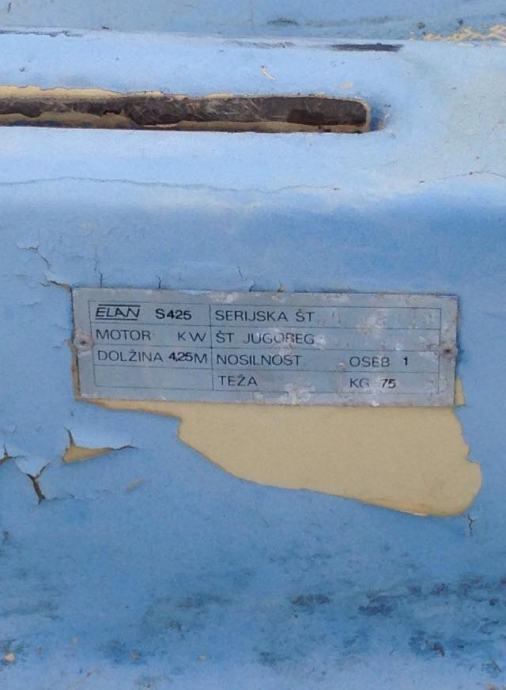 ELAN S425 SERIJSKA ŠT
MOTOR KW ŠT JUGOREG
DOLŽINA 4,25M NOSILNOST OSEB 1
TEŽA KG 75